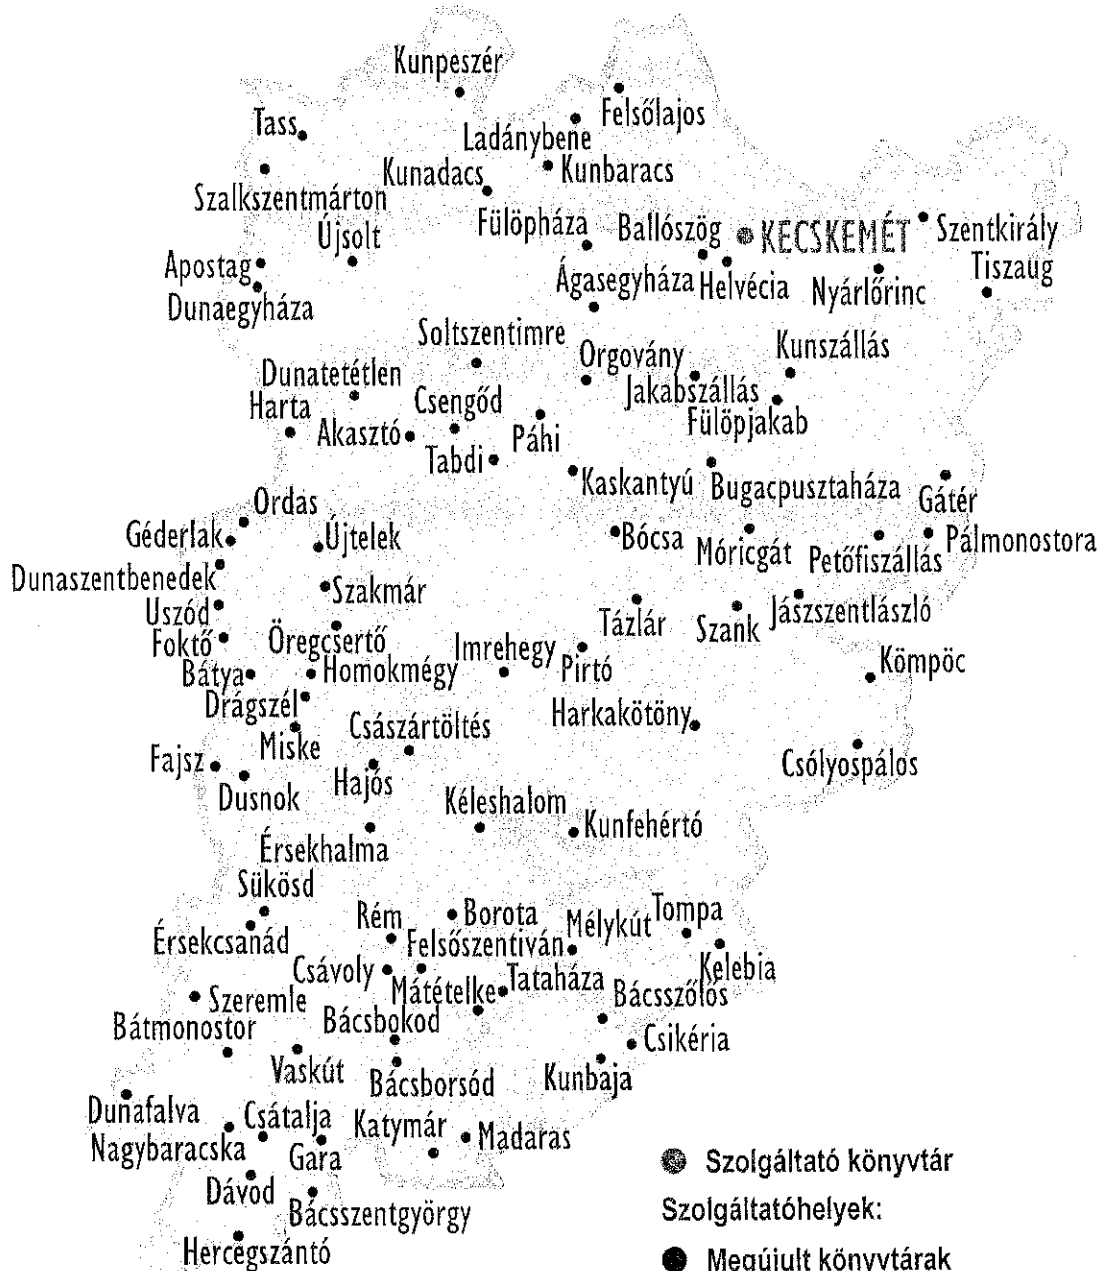 Kunpeszér
Felsőlajos
Tass
Ladánybene
Kunadacs
Kunbaracs
Szalkszentmárton
Fülöpháza
Ballószög
KECSKEMÉT
Szentkirály
Újsolt
Apostag
Ágasegyháza
Helvécia
Nyárlőrinc
Tiszaug
Dunaegyháza
Soltszentimre
Orgovány
Kunszállás
Dunatetétlen
Jakabszállás
Harta
Csengőd
Fülöpjakab
Akasztó
Páhi
Tabdi
Kaskantyú
Bugacpusztaháza
Gátér
Ordas
Géderlak
Újtelek
Bócsa
Móricgát
Petőfiszállás
Pálmonostora
Dunaszentbenedek
Szakmár
Uszód
Tázlár
Szank
Jászszentlászló
Foktő
Öregcsertő
Imrehegy
Pirtó
Kömpöc
Bátya
Homokmégy
Drágszél
Császártöltés
Harkakötöny
Miske
Fajsz
Csólyospálos
Hajós
Dusnok
Kéleshalom
Kunfehértó
Érsekhalma
Sükösd
Rém
Borota
Mélykút
Tompa
Érsekcsanád
Felsőszentiván
Csávoly
Tataháza
Kelebia
Mátételke
Bácsszőlős
Szeremle
Bátmonostor
Bácsbokod
Csikéria
Vaskút
Bácsborsód
Kunbaja
Dunafalva
Csátalja
Katymár
Madaras
Nagybaracska
Gara
Dávod
Bácsszentgyörgy
Hercegszántó
Szolgáltató könyvtár
Szolgáltatóhelyek:
Megújult könyvtárak